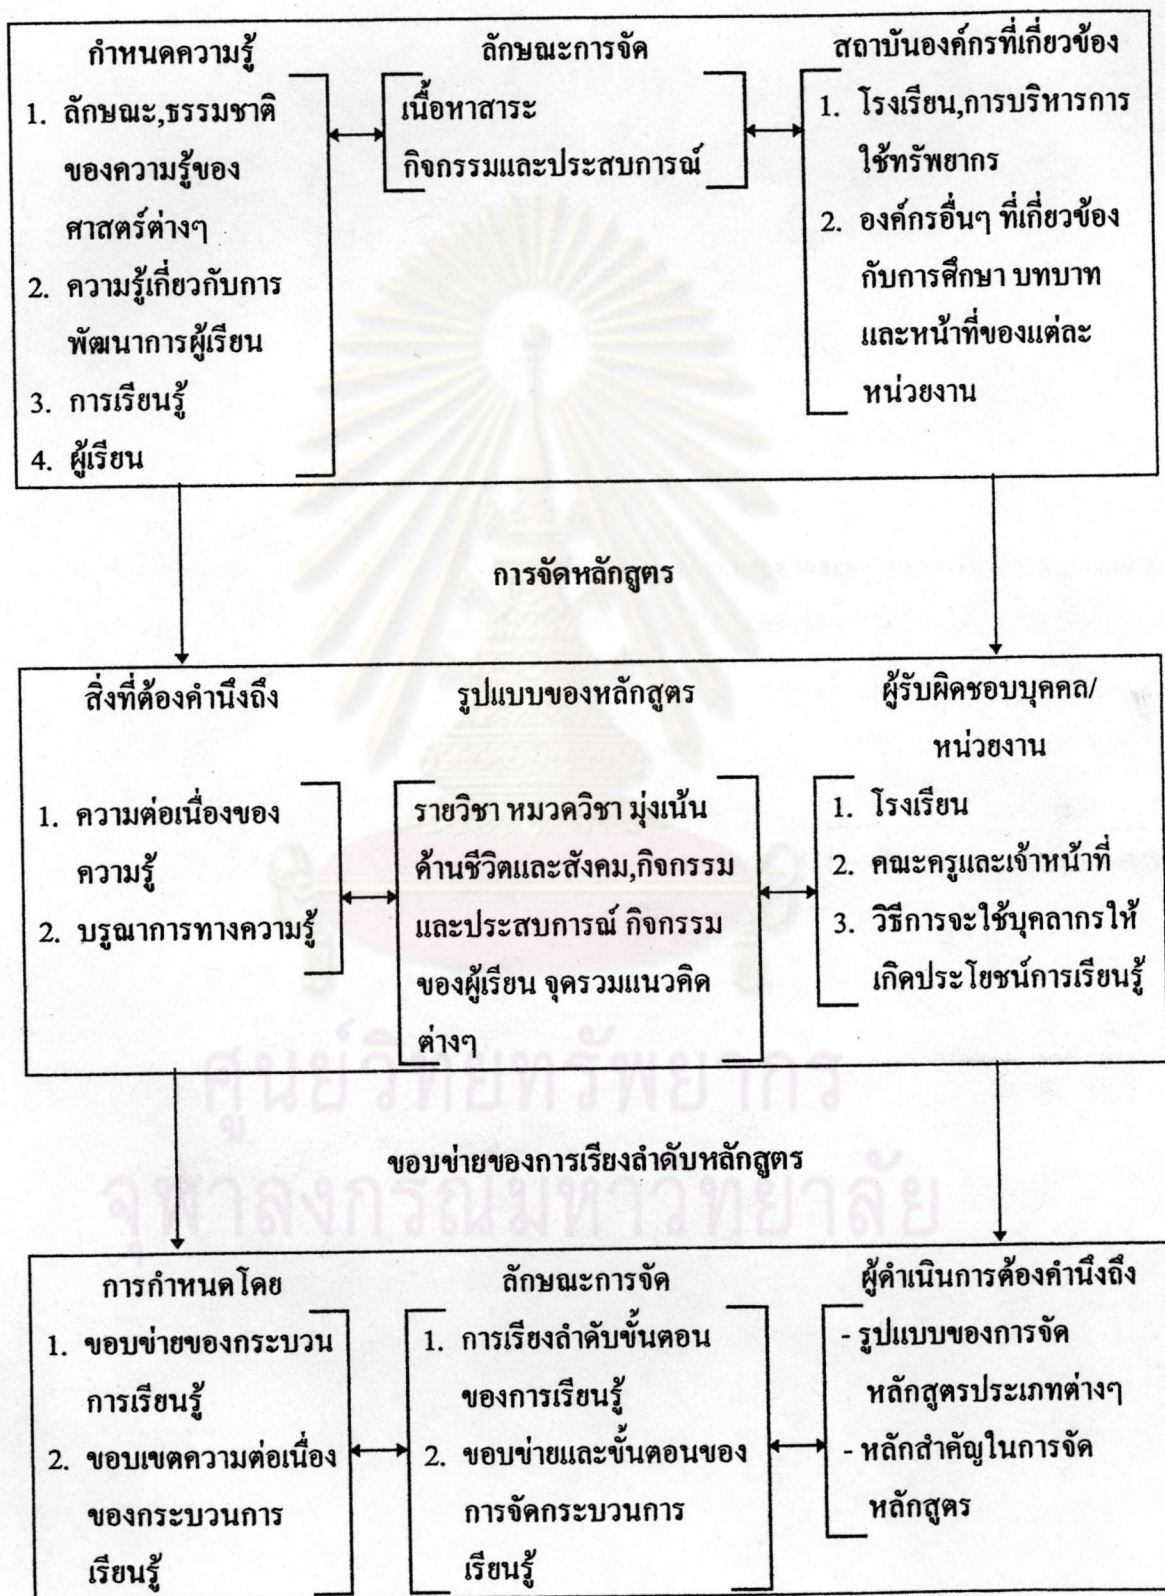 กำหนดความรู้
1. ลักษณะ,ธรรมชาติ
ของความรู้ของ
ศาสตร์ต่างๆ
2. ความรู้เกี่ยวกับการ
พัฒนาการผู้เรียน
3. การเรียนรู้
4. ผู้เรียน
ลักษณะการจัด
เนื้อหาสาระ
กิจกรรมและประสบการณ์
สถาบันองค์กรที่เกี่ยวข้อง
1. โรงเรียน,การบริหารการ
ใช้ทรัพยากร
2. องค์กรอื่นๆ ที่เกี่ยวข้อง
กับการศึกษา บทบาท
และหน้าที่ของแต่ละ
หน่วยงาน
การจัดหลักสูตร
สิ่งที่ต้องคำนึงถึง
1. ความต่อเนื่องของ
ความรู้
2. บรูณาการทางความรู้
รูปแบบของหลักสูตร
รายวิชา หมวดวิชา มุ่งเน้น
ด้านชีวิตและสังคม,กิจกรรม
และประสบการณ์ กิจกรรม
ของผู้เรียน จุดรวมแนวคิด
ต่างๆ
ผู้รับผิดชอบบุคคล/
หน่วยงาน
1. โรงเรียน
2. คณะครูและเจ้าหน้าที่
3. วิธีการจะใช้บุคลากรให้
เกิดประโยชน์การเรียนรู้
ศูนย์วิทยทรัพยากร
ขอบข่ายของการเรียงลำดับหลักสูตร
จุฬาลงกรณ์มหาวิทยาลัย
การกำหนดโดย
1. ขอบข่ายของกระบวน
การเรียนรู้
2. ขอบเขตความต่อเนื่อง
ของกระบวนการ
เรียนรู้
ลักษณะการจัด
1. การเรียงลำดับขั้นตอน
ของการเรียนรู้
2. ขอบข่ายและขั้นตอนของ
การจัดกระบวนการ
เรียนรู้
ผู้ดำเนินการต้องคำนึงถึง
- รูปแบบของการจัด
หลักสูตรประเภทต่างๆ
- หลักสำคัญในการจัด
หลักสูตร